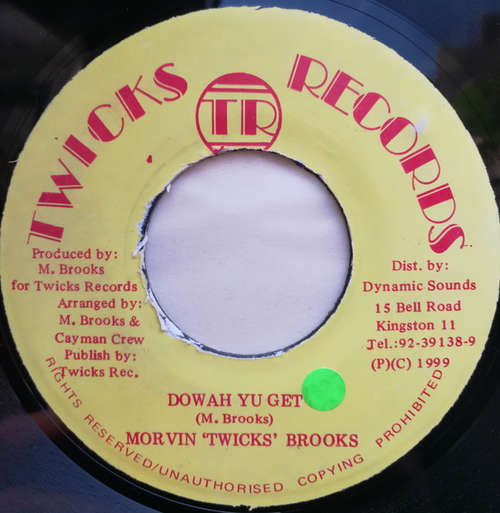 TWICKS RECORDS
TR
Produced by:
M. Brooks
for Twicks Records
Arranged by:
M. Brooks &
Cayman Crew
Publish by:
Twicks Rec.
Dist. by:
Dynamic Sounds
15 Bell Road
Kingston 11
Tel.:92-39138-9
(P)(C) 1999
DOWAH YU GET
(M. Brooks)
MORVIN 'TWICKS' BROOKS
RIGHTS RESERVED/UNAUTHORISED COPYING PROHIBITED